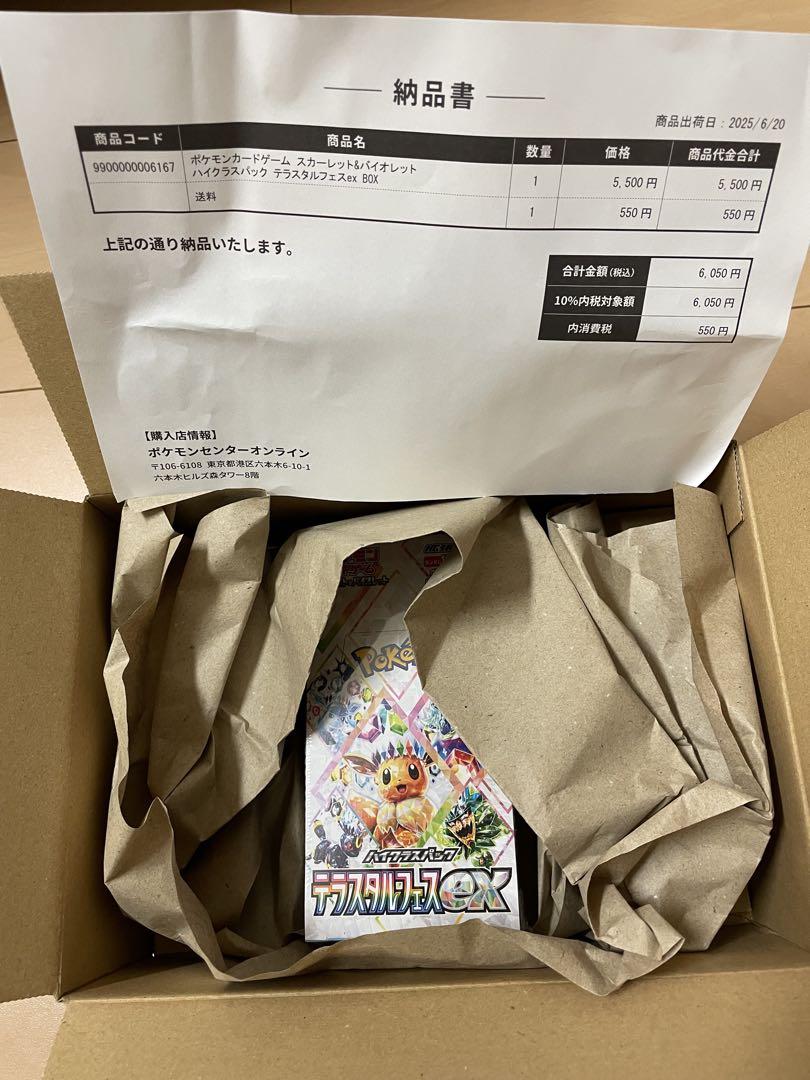 納品書
商品出荷日：2025/6/20
商品コード 商品名 数量 価格 商品代金合計
9900000006167 ポケモンカードゲーム スカーレット&バイオレット
ハイクラスパック テラスタルフェスex BOX 1 5,500円 5,500円
送料 1 550円 550円
上記の通り納品いたします。
合計金額(税込) 6,050円
10%内税対象額 6,050円
内消費税 550円
【購入店情報】
ポケモンセンターオンライン
〒106-6108 東京都港区六本木6-10-1
六本木ヒルズ森タワー8階
Poké
ハイクラスパック
テラスタルフェスex